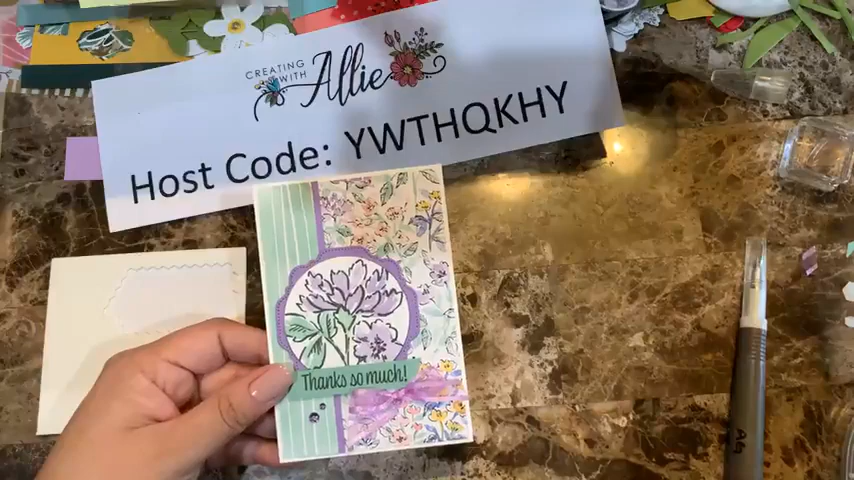 CREATING
WITH
Allie
Host Code: YWTHQKHY
Thanks so much!